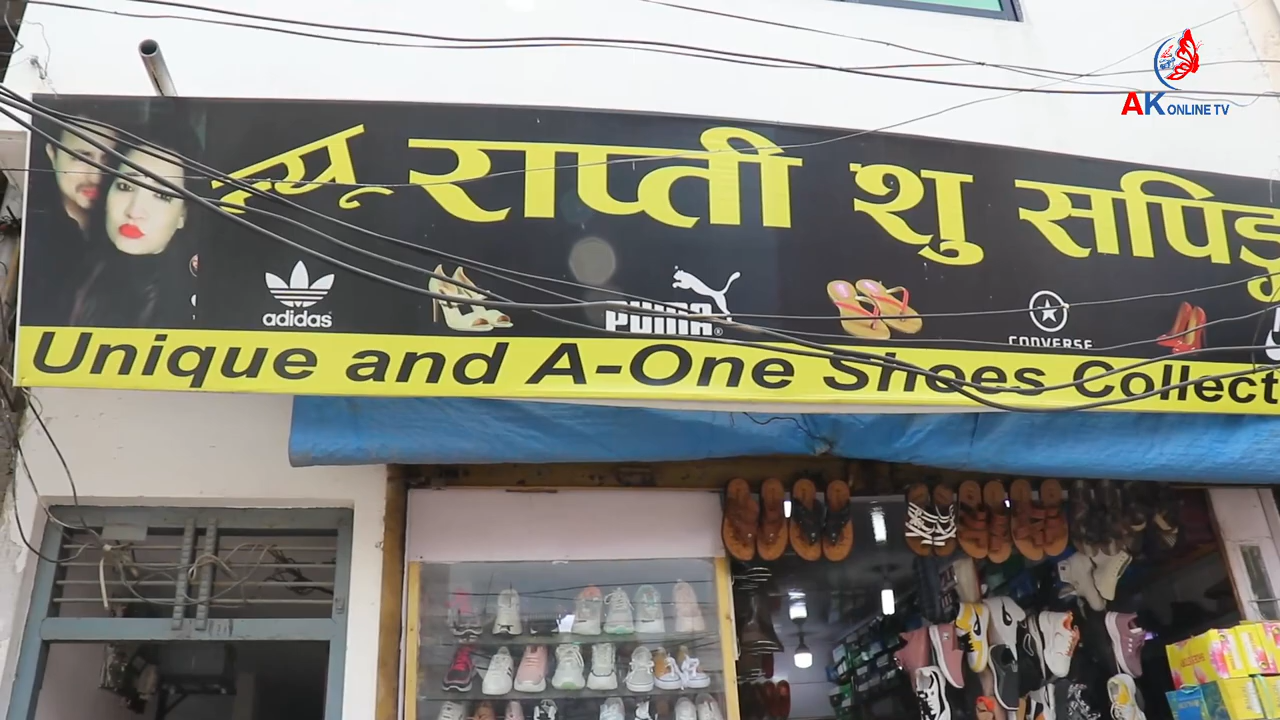 AK ONLINE TV
न्यू राप्ती शु सपिङ्
adidas
PUMA
CONVERSE
Unique and A-One Shoes Collect